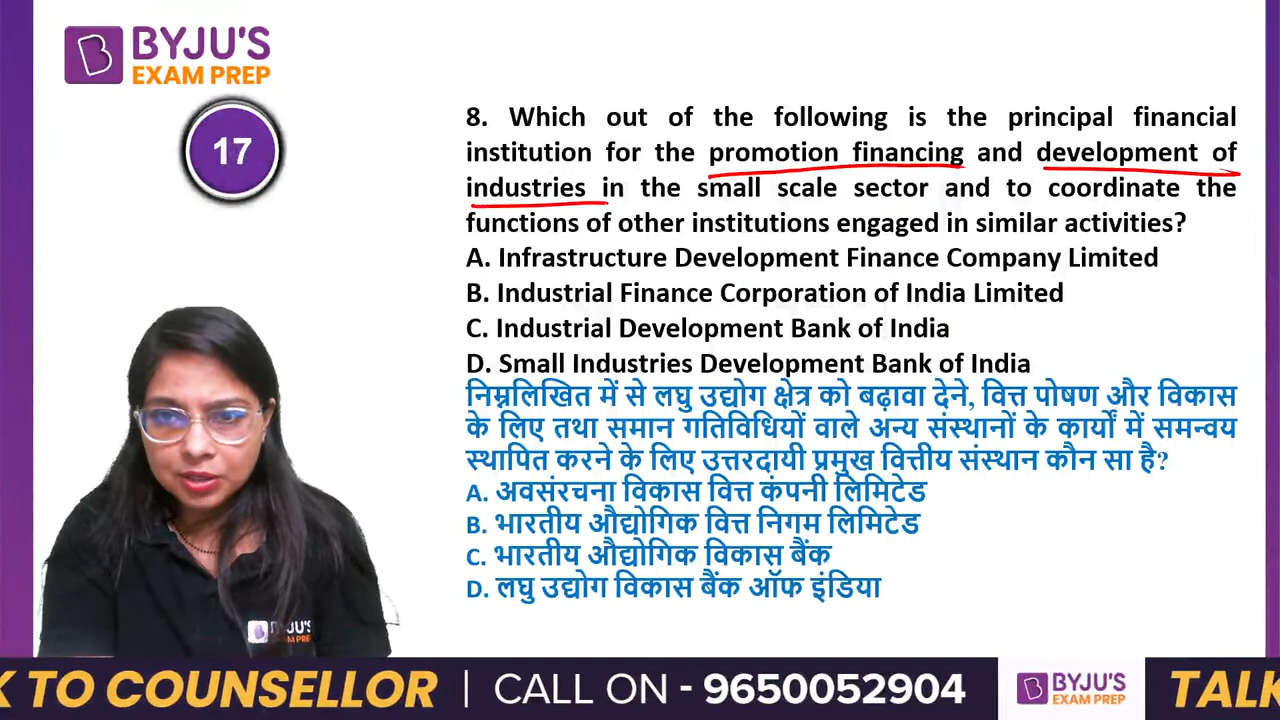 BYJU'S
EXAM PREP
17
8. Which out of the following is the principal financial
institution for the promotion financing and development of
industries in the small scale sector and to coordinate the
functions of other institutions engaged in similar activities?
A. Infrastructure Development Finance Company Limited
B. Industrial Finance Corporation of India Limited
C. Industrial Development Bank of India
D. Small Industries Development Bank of India
निम्नलिखित में से लघु उद्योग क्षेत्र को बढ़ावा देने, वित्त पोषण और विकास
के लिए तथा समान गतिविधियों वाले अन्य संस्थानों के कार्यों में समन्वय
स्थापित करने के लिए उत्तरदायी प्रमुख वित्तीय संस्थान कौन सा है?
A. अवसंरचना विकास वित्त कंपनी लिमिटेड
B. भारतीय औद्योगिक वित्त निगम लिमिटेड
C. भारतीय औद्योगिक विकास बैंक
D. लघु उद्योग विकास बैंक ऑफ इंडिया
BYJU'S
EXAM PREP
K TO COUNSELLOR | CALL ON - 9650052904
BYJU'S
EXAM PREP
TALK